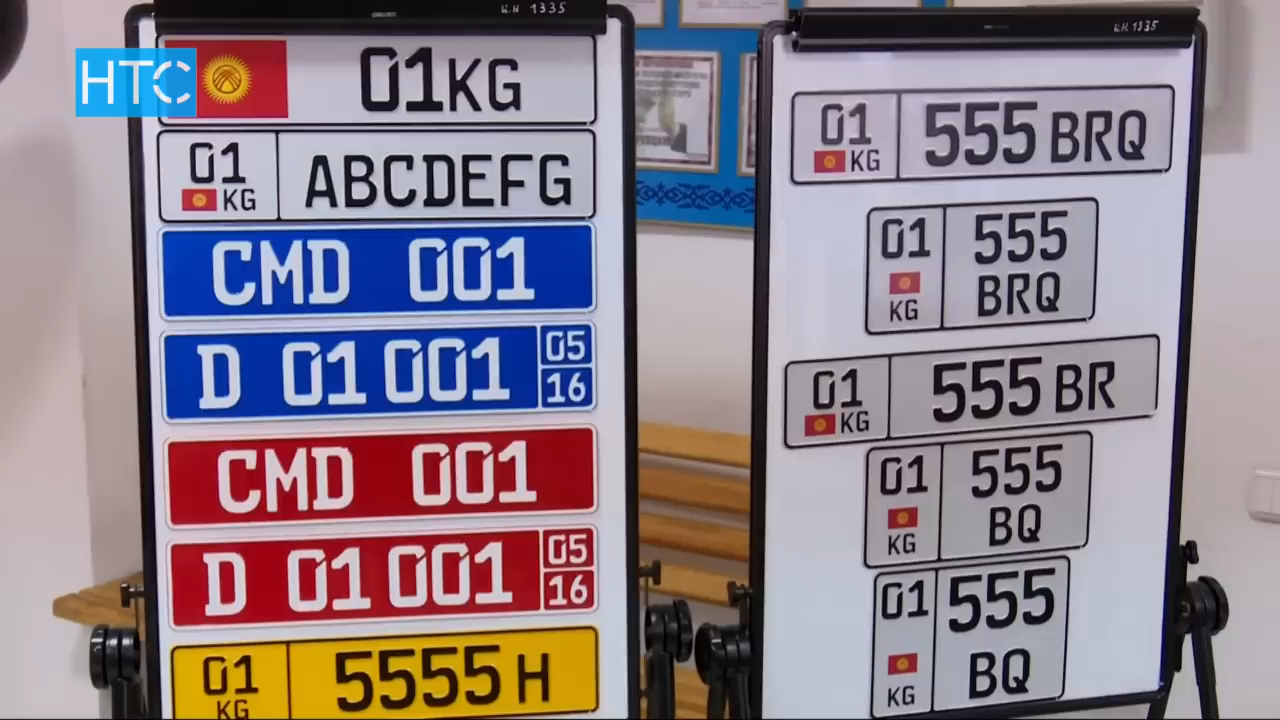 НТС
И.Н 1335
01KG
01
KG
ABCDEFG
CMD 001
D 01 001 05
16
CMD 001
D 01 001 05
16
01
KG
5555 H
И.Н. 1335
01
KG
555 BRQ
01
KG
555
BRQ
01
KG
555 BR
01
KG
555
BQ
01
KG
555
BQ